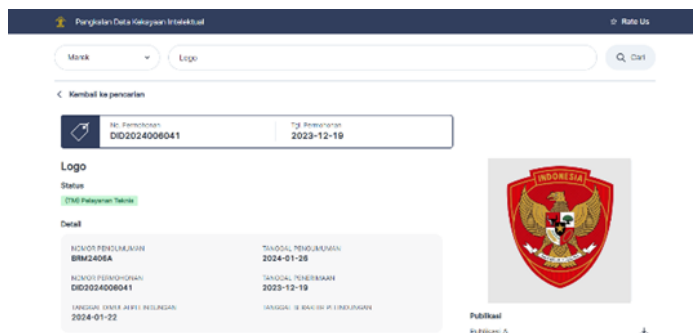 Pangkalan Data Kekayaan Intelektual
Rate Us
Merek
Logo
Cari
Kembali ke pencarian
No. Permohonan
DID2024006041
Tgl. Permohonan
2023-12-19
Logo
Status
(TM) Pelayanan Teknis
Detail
NOMOR PENGUMUMAN
BRM2406A
TANGGAL PENGUMUMAN
2024-01-26
NOMOR PERMOHONAN
DID2024006041
TANGGAL PENERIMAAN
2023-12-19
2024-01-22
INDONESIA
Publikasi
Publikasi A